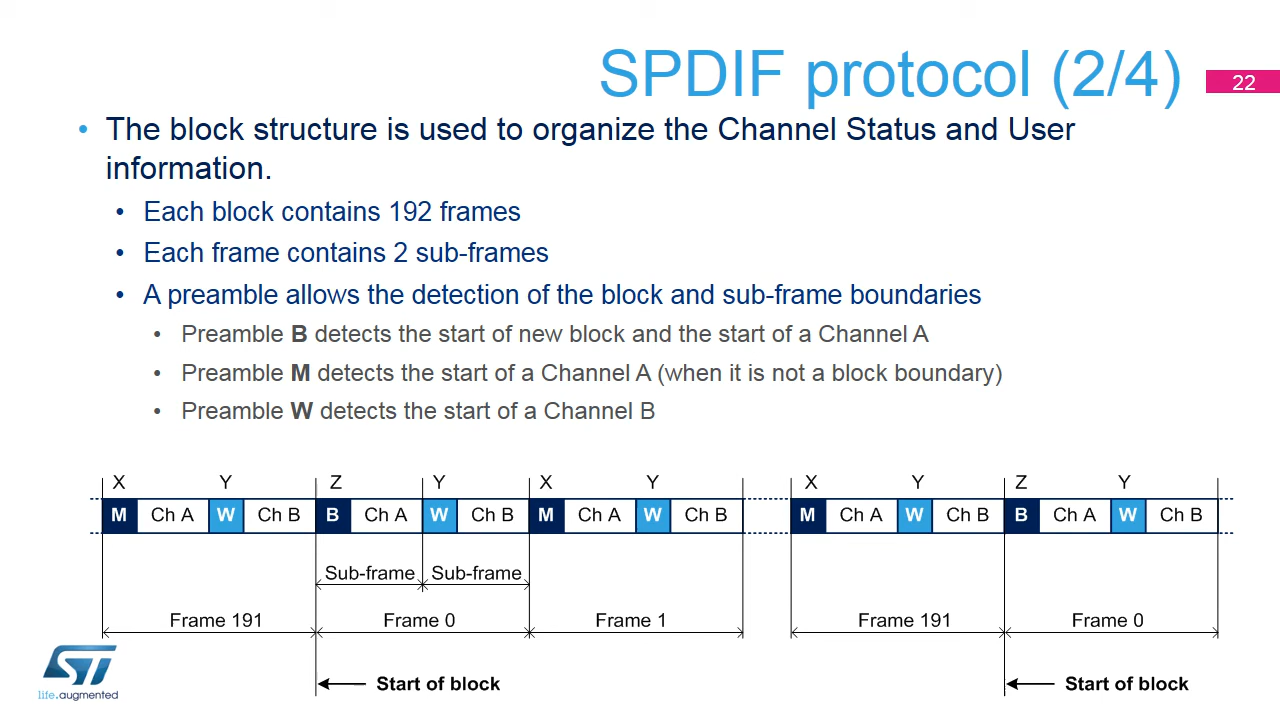 SPDIF protocol (2/4)
22
• The block structure is used to organize the Channel Status and User
information.
• Each block contains 192 frames
• Each frame contains 2 sub-frames
• A preamble allows the detection of the block and sub-frame boundaries
• Preamble B detects the start of new block and the start of a Channel A
• Preamble M detects the start of a Channel A (when it is not a block boundary)
• Preamble W detects the start of a Channel B
X Y Z Y X Y X Y Z Y
M Ch A W Ch B B Ch A W Ch B M Ch A W Ch B M Ch A W Ch B B Ch A W Ch B
Sub-frame Sub-frame
Frame 191 Frame 0 Frame 1 Frame 191 Frame 0
Start of block Start of block
ST
life.augmented